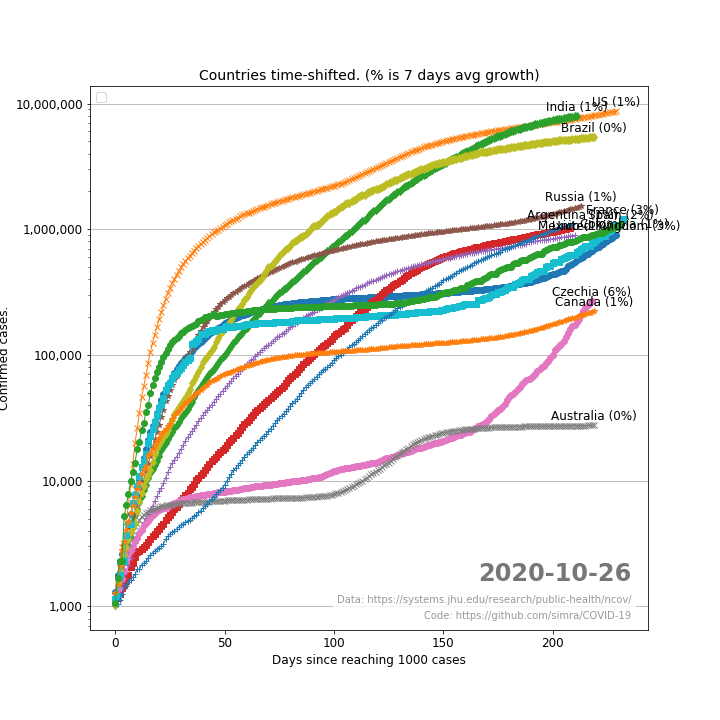 Countries time-shifted. (% is 7 days avg growth)
10,000,000
1,000,000
100,000
10,000
1,000
Confirmed cases.
US (1%)
India (1%)
Brazil (0%)
Russia (1%)
France (3%)
Argentina
Czechia (6%)
Canada (1%)
Australia (0%)
2020-10-26
Data: https://systems.jhu.edu/research/public-health/ncov/
Code: https://github.com/simra/COVID-19
0 50 100 150 200
Days since reaching 1000 cases